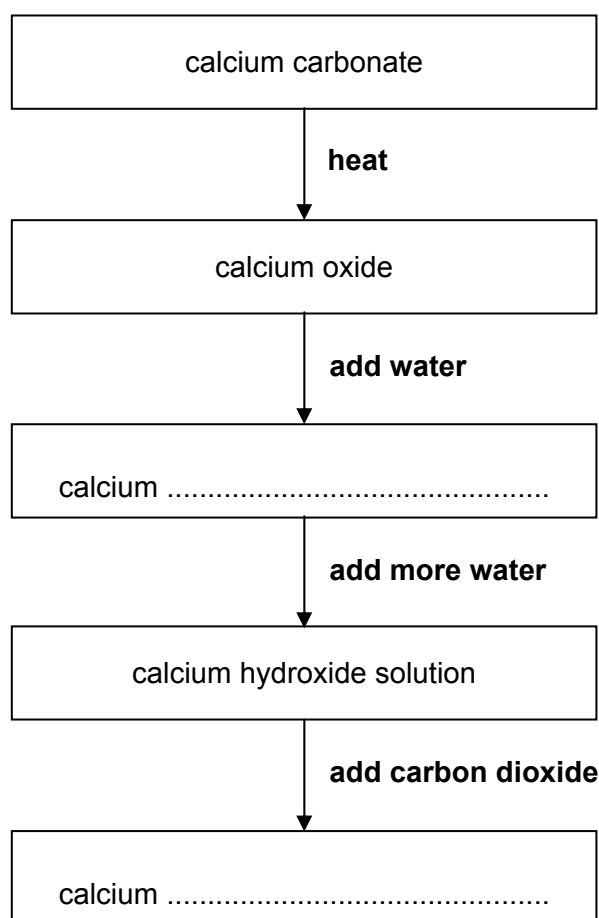 calcium carbonate
heat
calcium oxide
add water
calcium ................................................
add more water
calcium hydroxide solution
add carbon dioxide
calcium ................................................